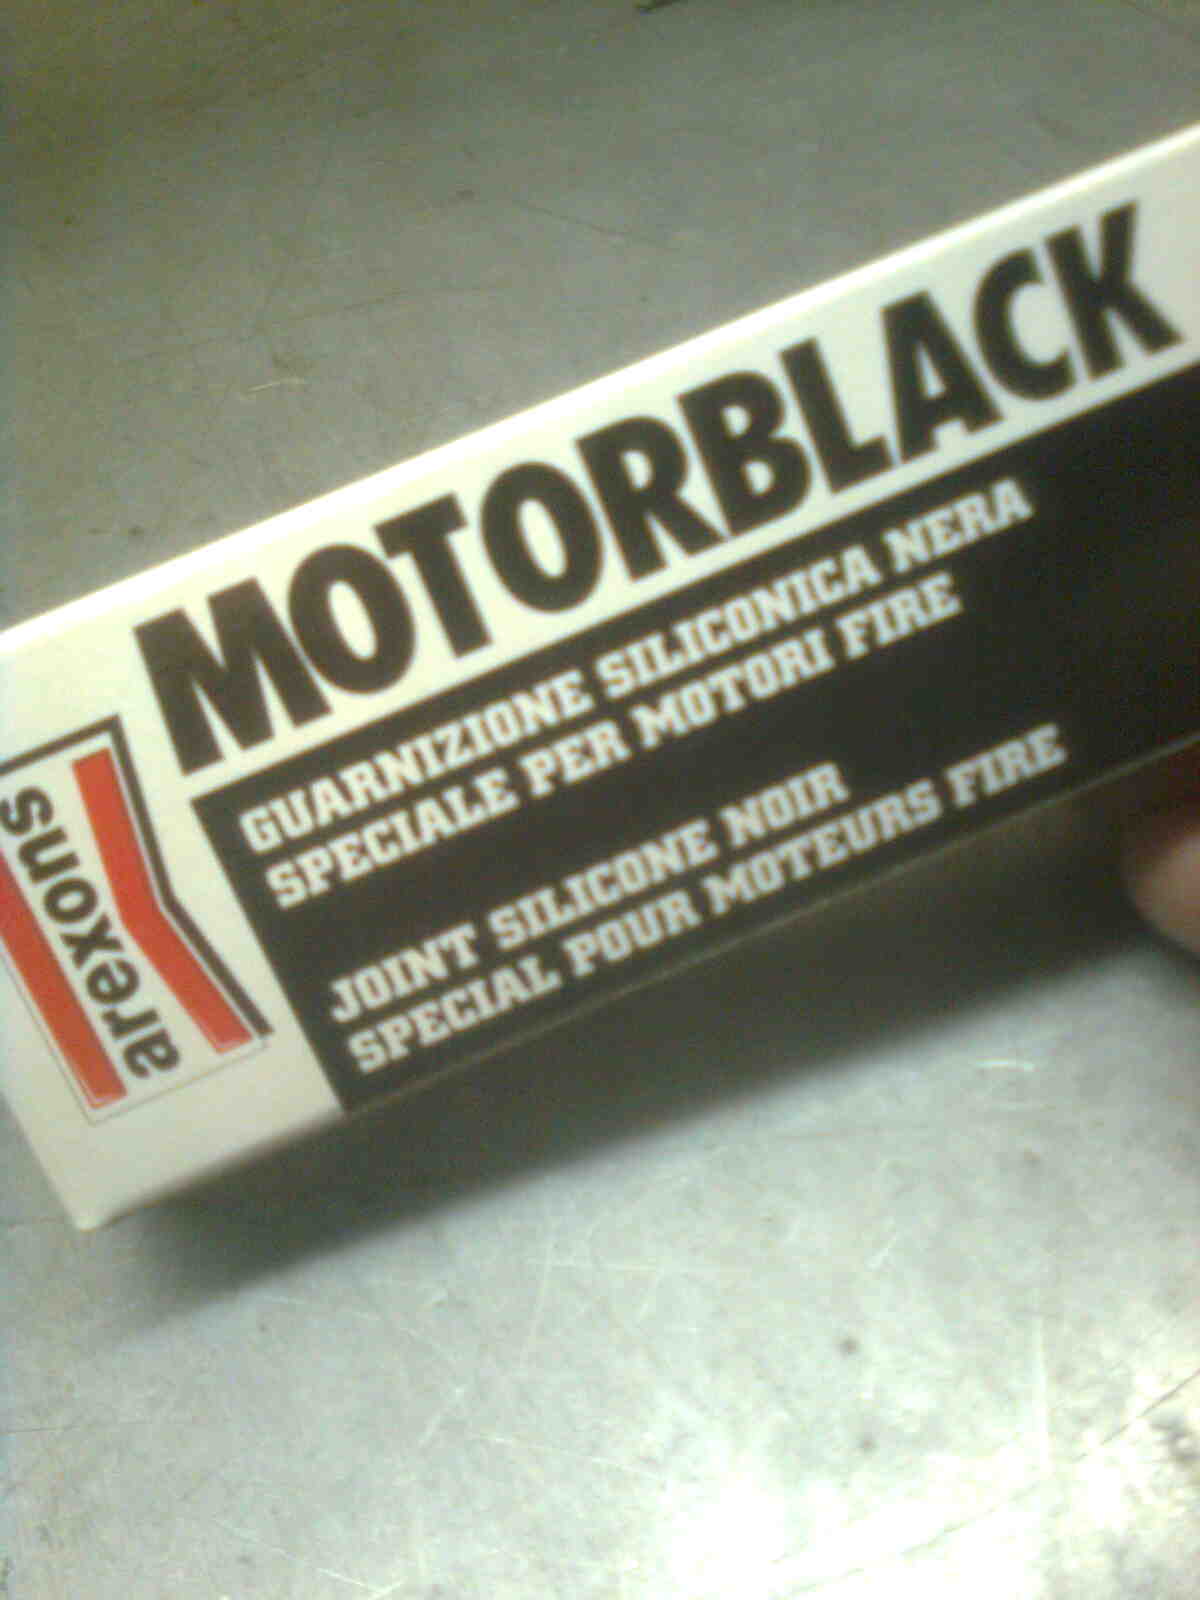 MOTORBLACK
GUARNIZIONE SILICONICA NERA
SPECIALE PER MOTORI FIRE
JOINT SILICONE NOIR
SPECIAL POUR MOTEURS FIRE
arexons